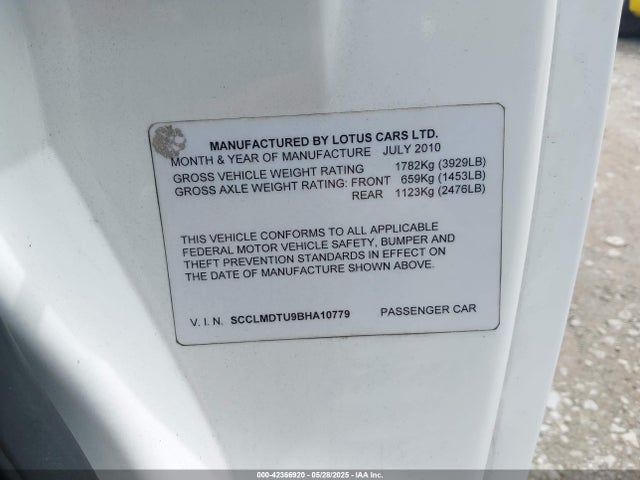 MANUFACTURED BY LOTUS CARS LTD.
MONTH & YEAR OF MANUFACTURE JULY 2010
GROSS VEHICLE WEIGHT RATING 1782Kg (3929LB)
GROSS AXLE WEIGHT RATING: FRONT 659Kg (1453LB)
REAR 1123Kg (2476LB)
THIS VEHICLE CONFORMS TO ALL APPLICABLE
FEDERAL MOTOR VEHICLE SAFETY, BUMPER AND
THEFT PREVENTION STANDARDS IN EFFECT ON
THE DATE OF MANUFACTURE SHOWN ABOVE.
V. I. N. SCCLMDTU9BHA10779 PASSENGER CAR
000-42366920 - 05/28/2025 - IAA Inc.